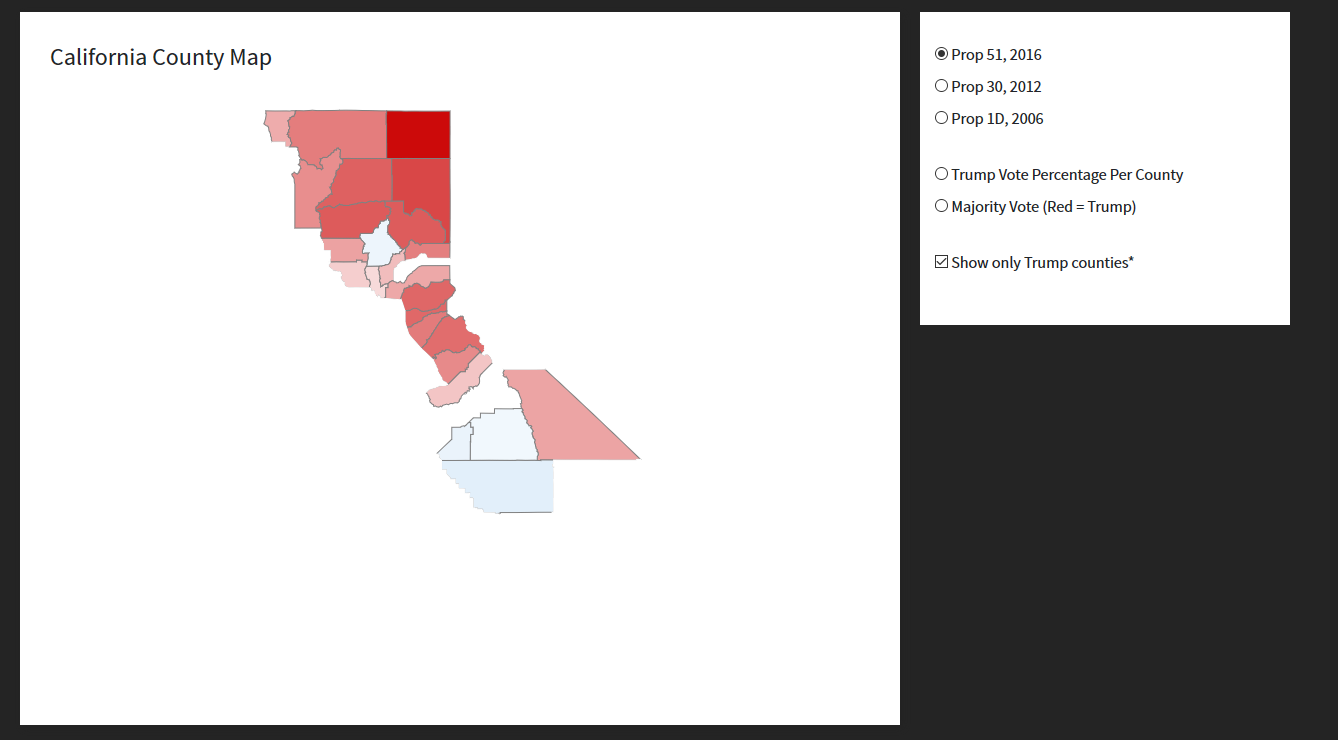 California County Map
Prop 51, 2016
Prop 30, 2012
Prop 1D, 2006
Trump Vote Percentage Per County
Majority Vote (Red = Trump)
Show only Trump counties*